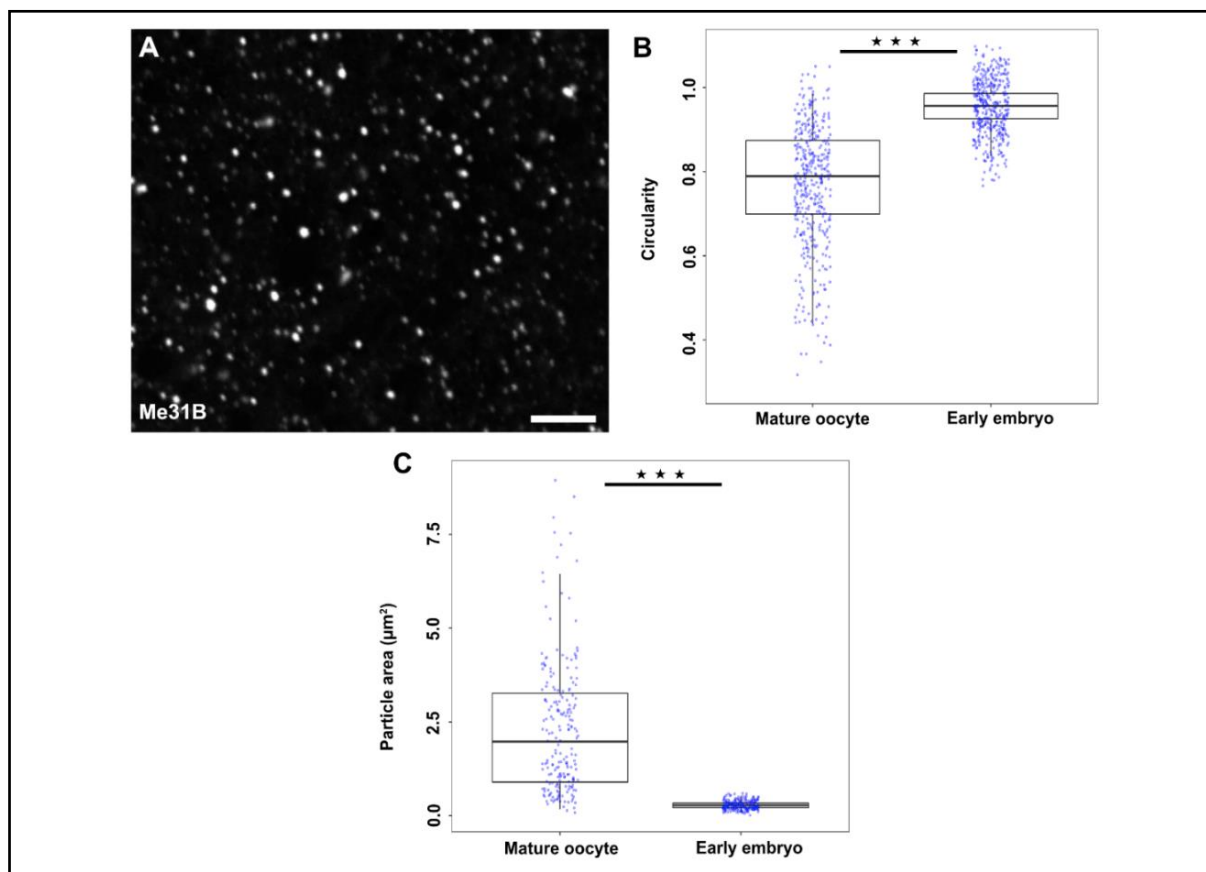 A
Me31B
B
★ ★ ★
Circularity
1.0
0.8
0.6
0.4
Mature oocyte Early embryo
C
★ ★ ★
Particle area (µm²)
7.5
5.0
2.5
0.0
Mature oocyte Early embryo